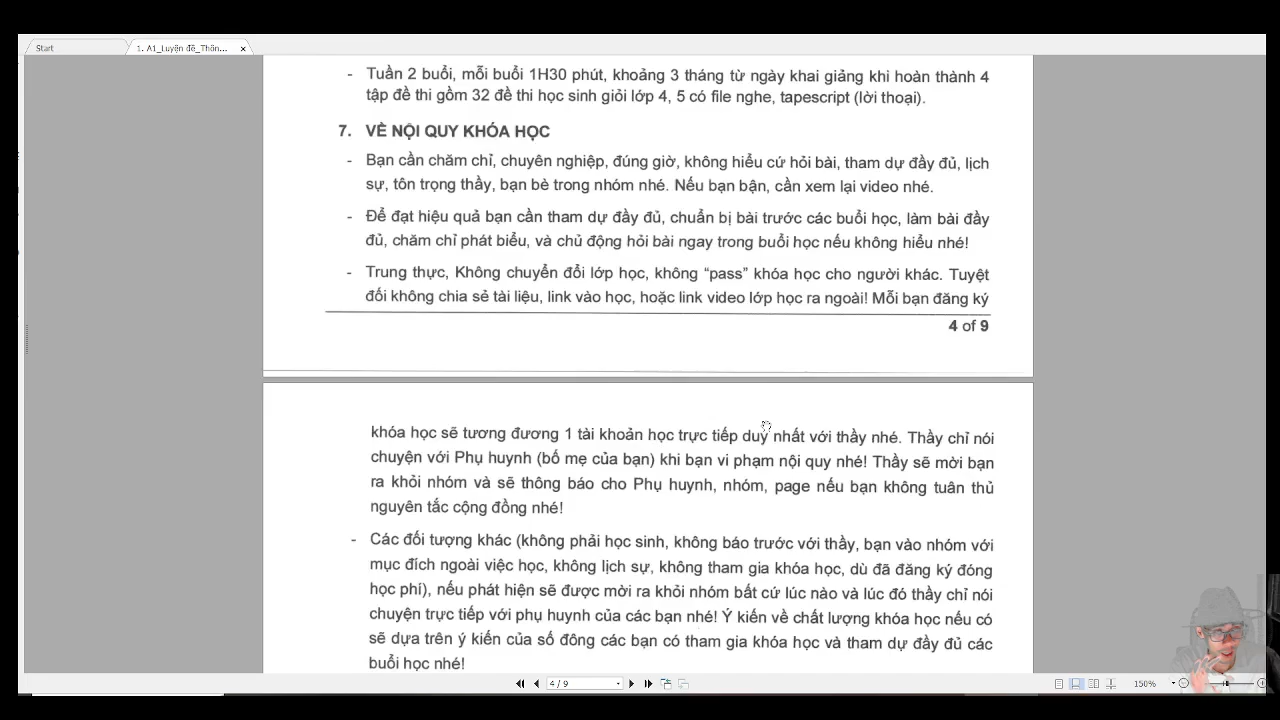 Start
1. A1_Luyện đề_Thôn... ×
- Tuần 2 buổi, mỗi buổi 1H30 phút, khoảng 3 tháng từ ngày khai giảng khi hoàn thành 4
tập đề thi gồm 32 đề thi học sinh giỏi lớp 4, 5 có file nghe, tapescript (lời thoại).
7. VỀ NỘI QUY KHÓA HỌC
- Bạn cần chăm chỉ, chuyên nghiệp, đúng giờ, không hiểu cứ hỏi bài, tham dự đầy đủ, lịch
sự, tôn trọng thầy, bạn bè trong nhóm nhé. Nếu bạn bận, cần xem lại video nhé.
- Để đạt hiệu quả bạn cần tham dự đầy đủ, chuẩn bị bài trước các buổi học, làm bài đầy
đủ, chăm chỉ phát biểu, và chủ động hỏi bài ngay trong buổi học nếu không hiểu nhé!
- Trung thực, Không chuyển đổi lớp học, không “pass” khóa học cho người khác. Tuyệt
đối không chia sẻ tài liệu, link vào học, hoặc link video lớp học ra ngoài! Mỗi bạn đăng ký
4 of 9
khóa học sẽ tương đương 1 tài khoản học trực tiếp duy nhất với thầy nhé. Thầy chỉ nói
chuyện với Phụ huynh (bố mẹ của bạn) khi bạn vi phạm nội quy nhé! Thầy sẽ mời bạn
ra khỏi nhóm và sẽ thông báo cho Phụ huynh, nhóm, page nếu bạn không tuân thủ
nguyên tắc cộng đồng nhé!
- Các đối tượng khác (không phải học sinh, không báo trước với thầy, bạn vào nhóm với
mục đích ngoài việc học, không lịch sự, không tham gia khóa học, dù đã đăng ký đóng
học phí), nếu phát hiện sẽ được mời ra khỏi nhóm bất cứ lúc nào và lúc đó thầy chỉ nói
chuyện trực tiếp với phụ huynh của các bạn nhé! Ý kiến về chất lượng khóa học nếu có
sẽ dựa trên ý kiến của số đông các bạn có tham gia khóa học và tham dự đầy đủ các
buổi học nhé!
4 / 9
150%